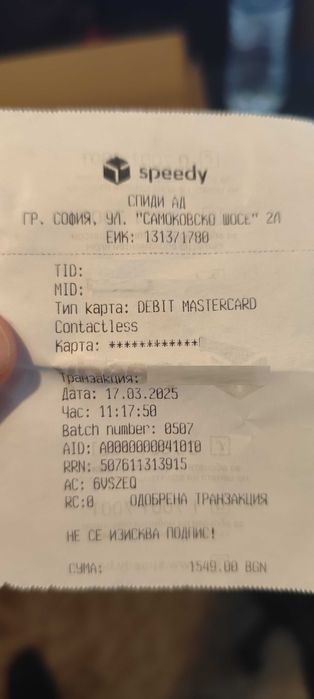 speedy
СПИДИ АД
ГР. СОФИЯ, УЛ. "САМОКОВСКО ШОСЕ" 2Л
ЕИК: 131371780
TID:
MID:
Тип карта: DEBIT MASTERCARD
Contactless
Карта: ************
Транзакция:
Дата: 17.03.2025
Час: 11:17:50
Batch number: 0507
AID: A0000000041010
RRN: 507611313915
AC: 6VSZEQ
RC:0 ОДОБРЕНА ТРАНЗАКЦИЯ
НЕ СЕ ИЗИСКВА ПОДПИС!
СУМА: 1549.00 BGN